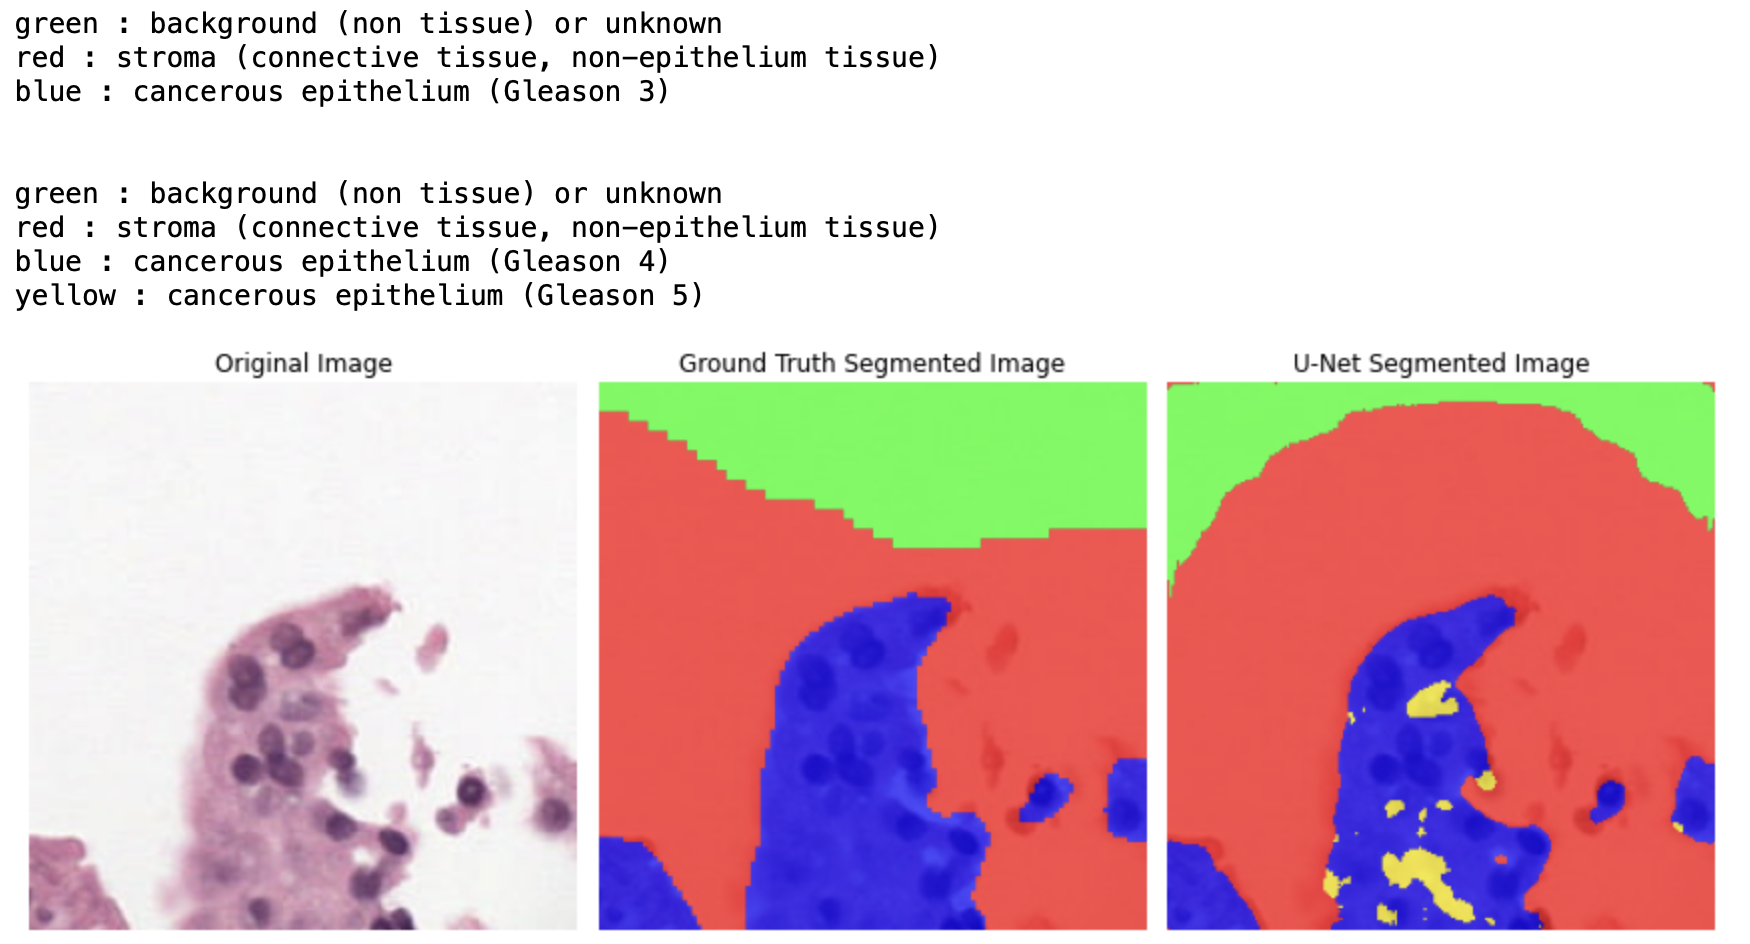 green : background (non tissue) or unknown
red : stroma (connective tissue, non-epithelium tissue)
blue : cancerous epithelium (Gleason 3)
green : background (non tissue) or unknown
red : stroma (connective tissue, non-epithelium tissue)
blue : cancerous epithelium (Gleason 4)
yellow : cancerous epithelium (Gleason 5)
Original Image
Ground Truth Segmented Image
U-Net Segmented Image